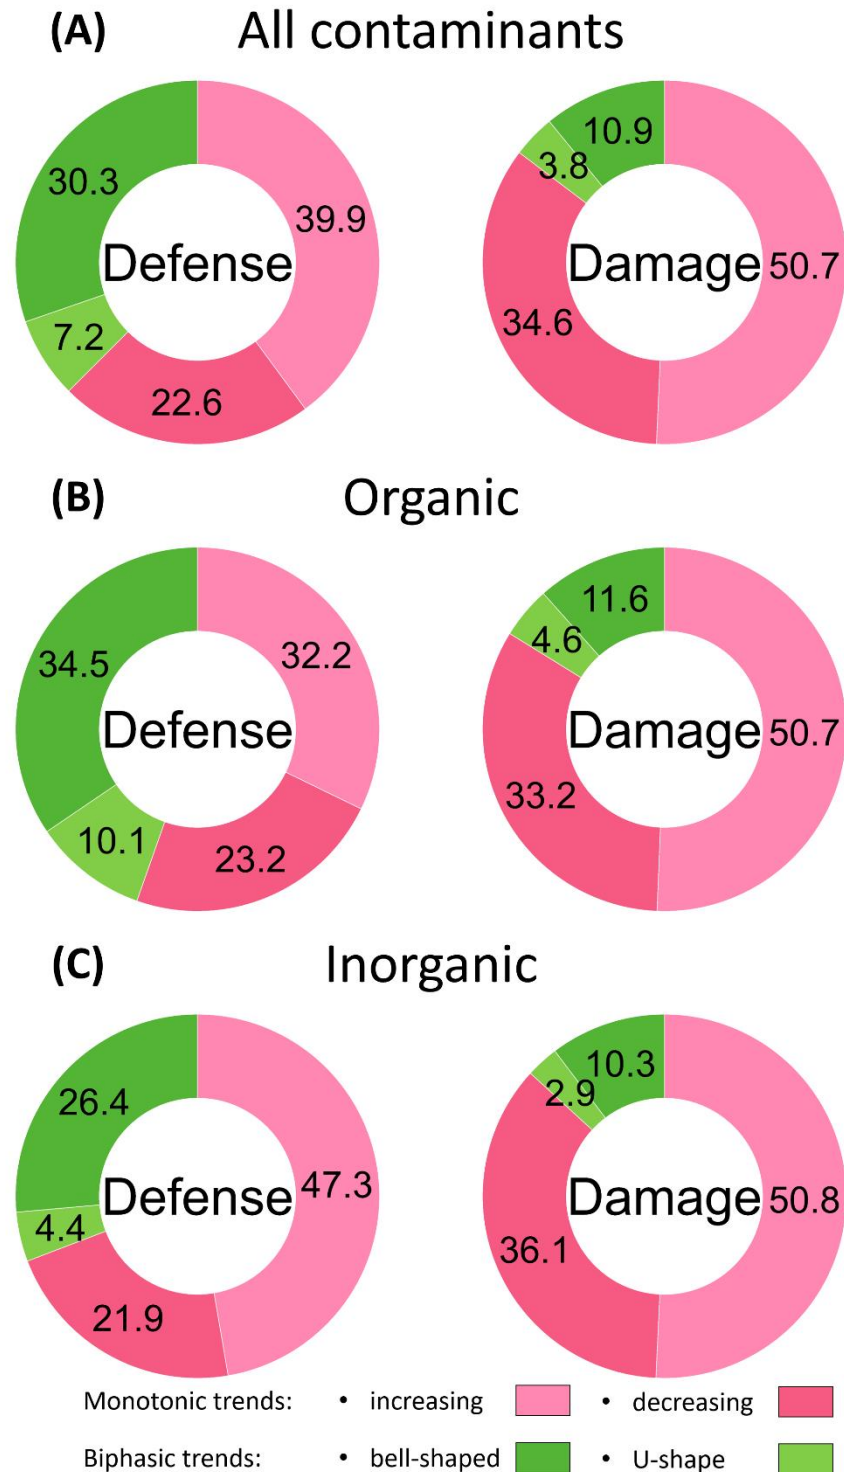 (A) All contaminants
30.3
39.9
Defense
7.2
22.6
10.9
3.8
Damage
50.7
34.6
(B) Organic
34.5
32.2
Defense
10.1
23.2
11.6
4.6
Damage
50.7
33.2
(C) Inorganic
26.4
Defense
47.3
4.4
21.9
10.3
2.9
Damage
50.8
36.1
Monotonic trends: • increasing • decreasing
Biphasic trends: • bell-shaped • U-shape